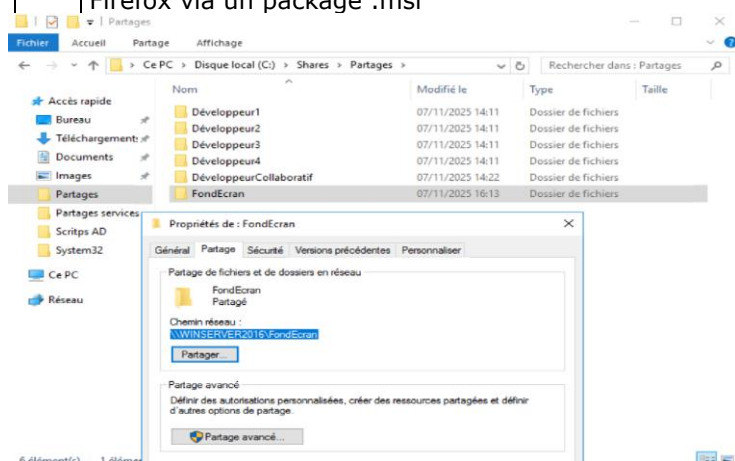 Firefox via un package .msi
Partages
Fichier Accueil Partage Affichage
Ce PC > Disque local (C:) > Shares > Partages >
Rechercher dans : Partages
Nom Modifié le Type Taille
Accès rapide
Bureau
Téléchargements
Documents
Images
Partages
Partages services
Scritps AD
System32
Ce PC
Réseau
Développeur1 07/11/2025 14:11 Dossier de fichiers
Développeur2 07/11/2025 14:11 Dossier de fichiers
Développeur3 07/11/2025 14:11 Dossier de fichiers
Développeur4 07/11/2025 14:11 Dossier de fichiers
DéveloppeurCollaboratif 07/11/2025 14:22 Dossier de fichiers
FondEcran 07/11/2025 16:13 Dossier de fichiers
Propriétés de : FondEcran
Général Partage Sécurité Versions précédentes Personnaliser
Partage de fichiers et de dossiers en réseau
FondEcran
Partagé
Chemin réseau :
\\WINSERVER2016\FondEcran
Partager...
Partage avancé
Définir des autorisations personnalisées, créer des ressources partagées et définir
d'autres options de partage.
Partage avancé...
6 élément(s) 1 élémen